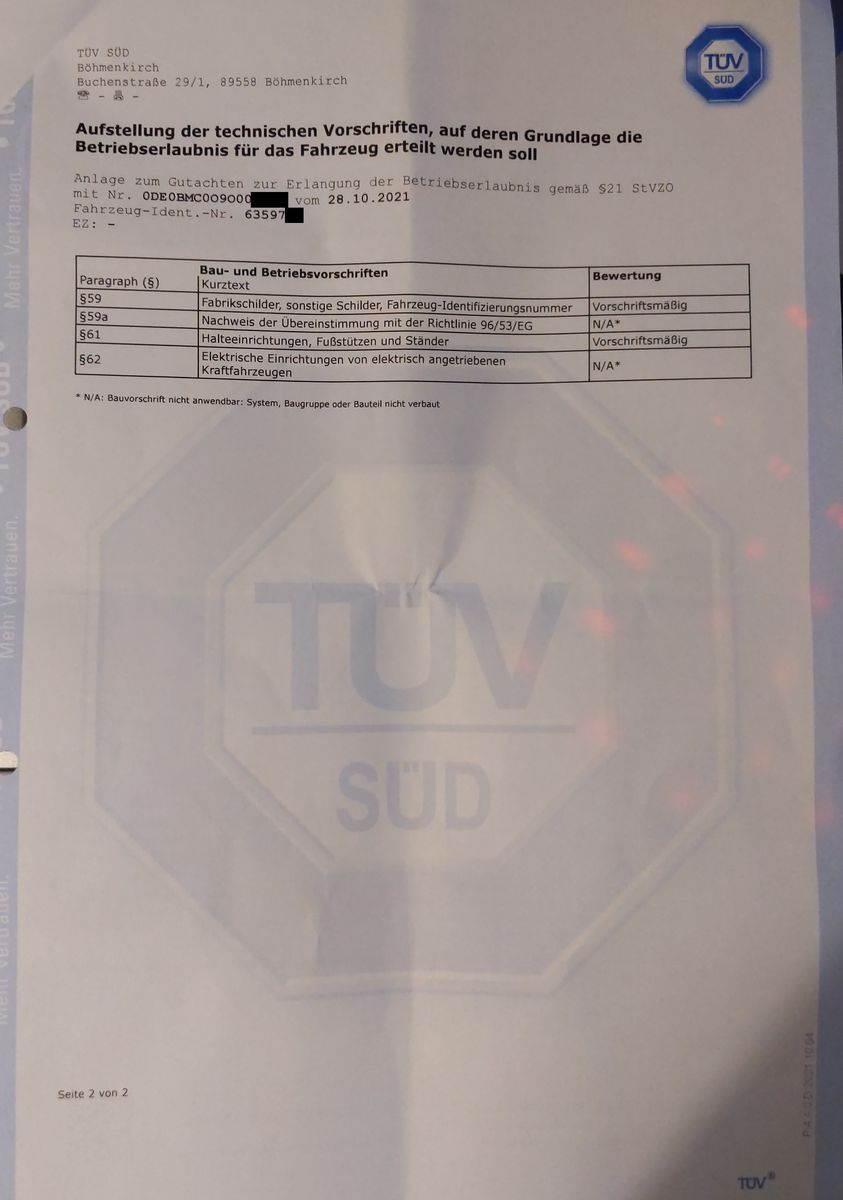 TÜV SÜD
Böhmenkirch
Buchenstraße 29/1, 89558 Böhmenkirch
☎ - 🖷 -
TÜV
SÜD
Aufstellung der technischen Vorschriften, auf deren Grundlage die
Betriebserlaubnis für das Fahrzeug erteilt werden soll
Anlage zum Gutachten zur Erlangung der Betriebserlaubnis gemäß §21 StVZO
mit Nr. 0DE0BMC009000 vom 28.10.2021
Fahrzeug-Ident.-Nr. 63597
EZ: -
Paragraph (§) Bau- und Betriebsvorschriften Kurztext Bewertung
§59 Fabrikschilder, sonstige Schilder, Fahrzeug-Identifizierungsnummer Vorschriftsmäßig
§59a Nachweis der Übereinstimmung mit der Richtlinie 96/53/EG N/A*
§61 Halteeinrichtungen, Fußstützen und Ständer Vorschriftsmäßig
§62 Elektrische Einrichtungen von elektrisch angetriebenen Kraftfahrzeugen N/A*
* N/A: Bauvorschrift nicht anwendbar: System, Baugruppe oder Bauteil nicht verbaut
Mehr Vertrauen.
Mehr Vertrauen.
Mehr Vertrauen.
TÜV
SÜD
Seite 2 von 2
TÜV®